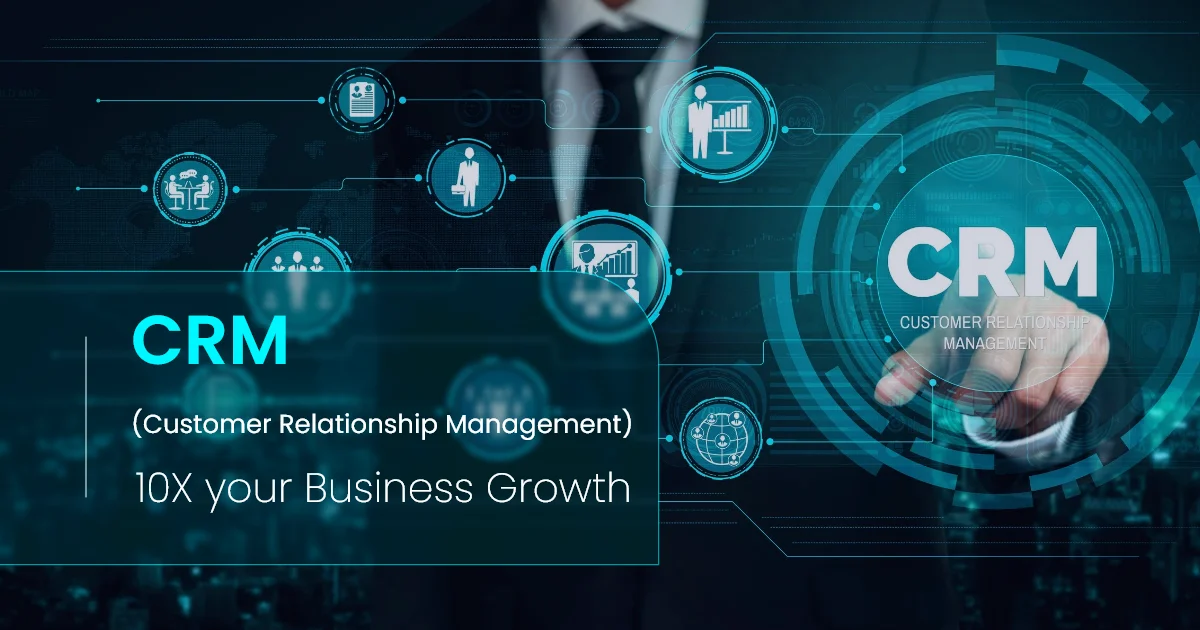 CRM
(Customer Relationship Management)
10X your Business Growth
CRM
CUSTOMER RELATIONSHIP
MANAGEMENT